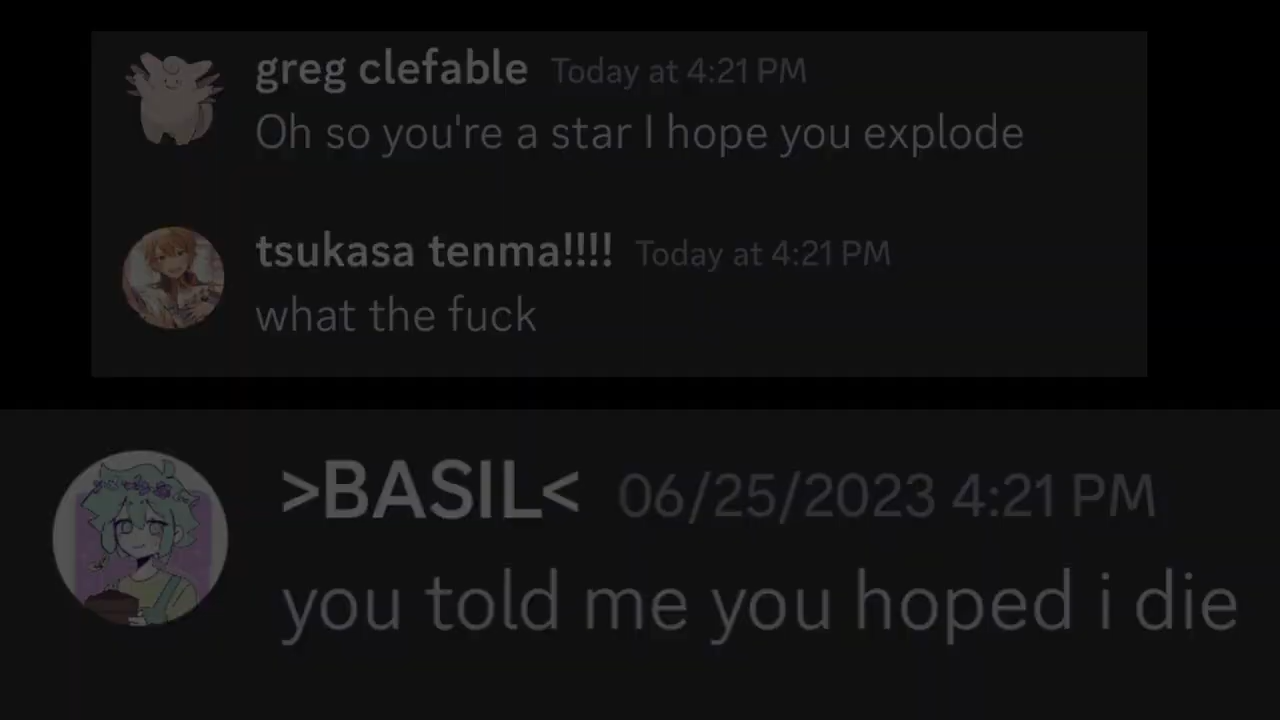 greg clefable Today at 4:21 PM
Oh so you're a star I hope you explode
tsukasa tenma!!!! Today at 4:21 PM
what the fuck
>BASIL< 06/25/2023 4:21 PM
you told me you hoped i die